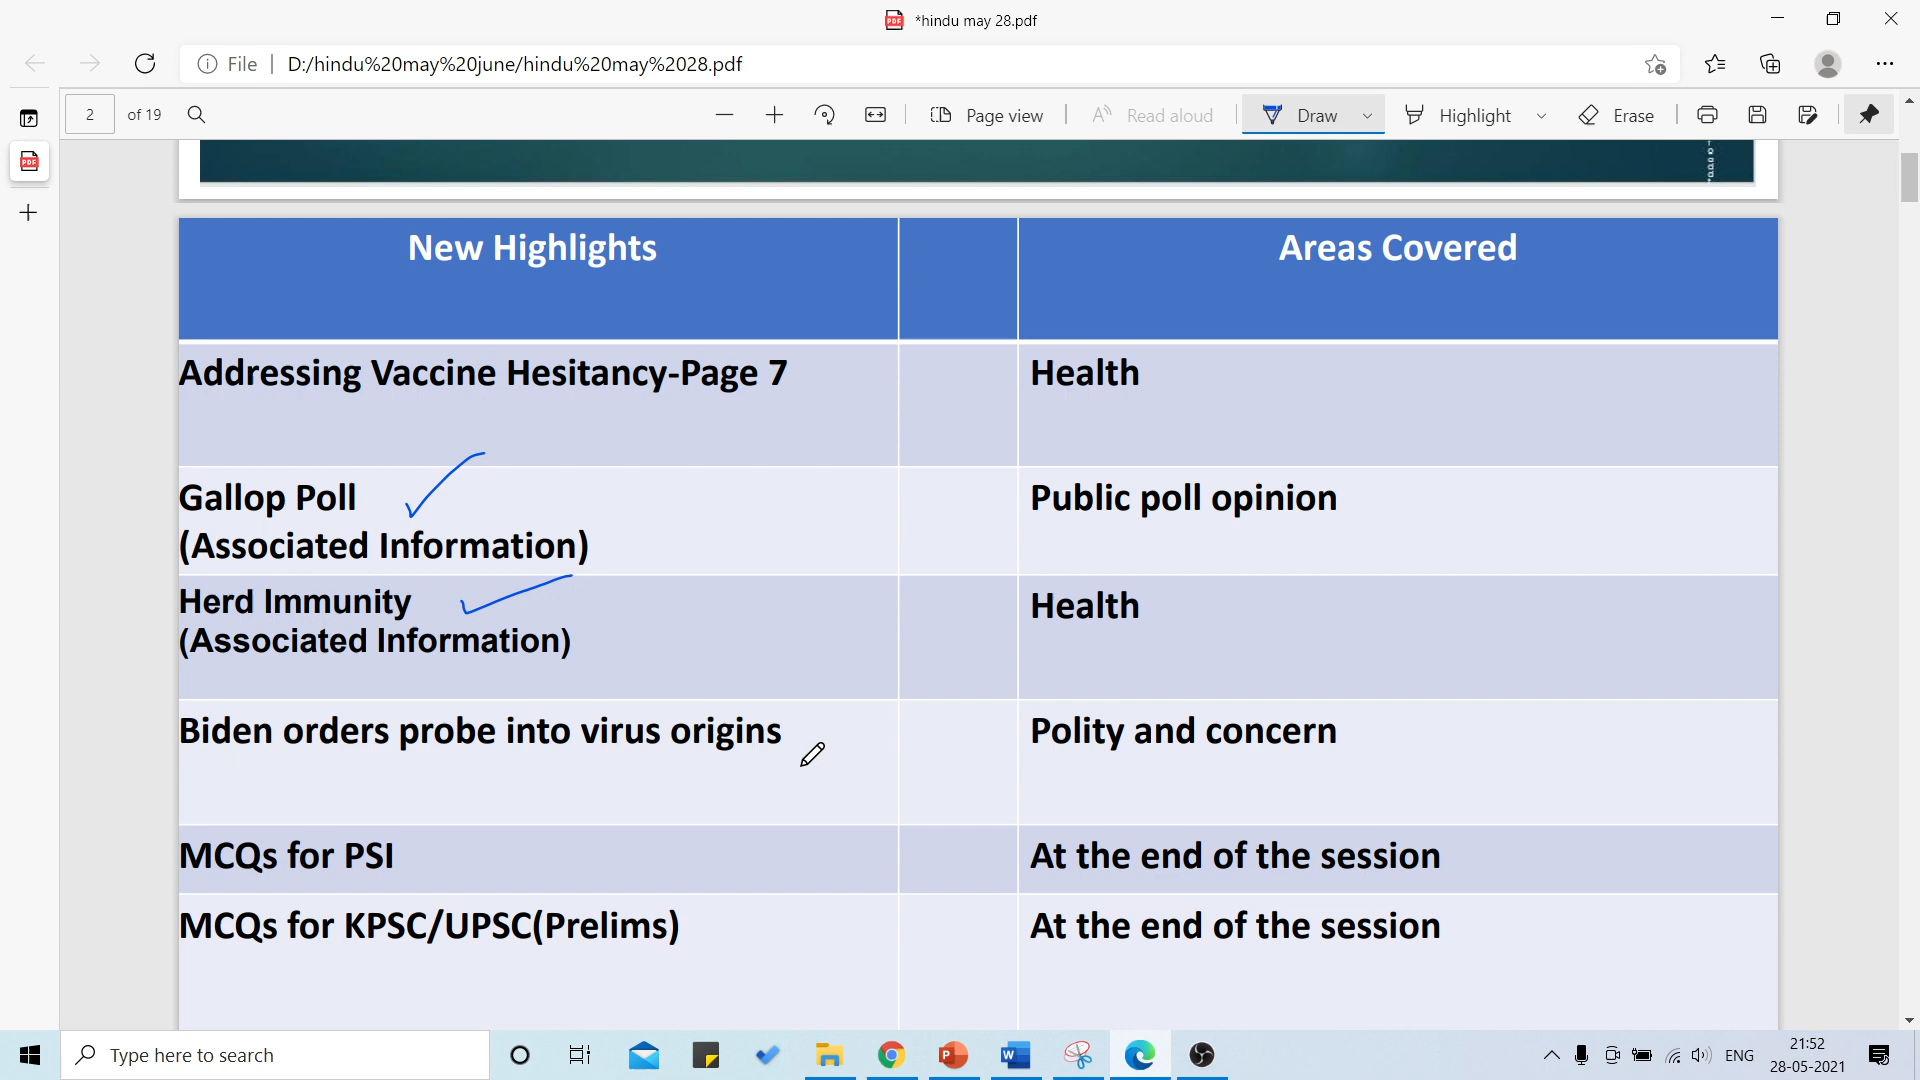 *hindu may 28.pdf
File | D:/hindu%20may%20june/hindu%20may%2028.pdf
2 of 19 Page view Read aloud Draw Highlight Erase
New Highlights Areas Covered
Addressing Vaccine Hesitancy-Page 7 Health
Gallop Poll Public poll opinion
(Associated Information)
Herd Immunity Health
(Associated Information)
Biden orders probe into virus origins Polity and concern
MCQs for PSI At the end of the session
MCQs for KPSC/UPSC(Prelims) At the end of the session
Type here to search ENG 21:52
28-05-2021